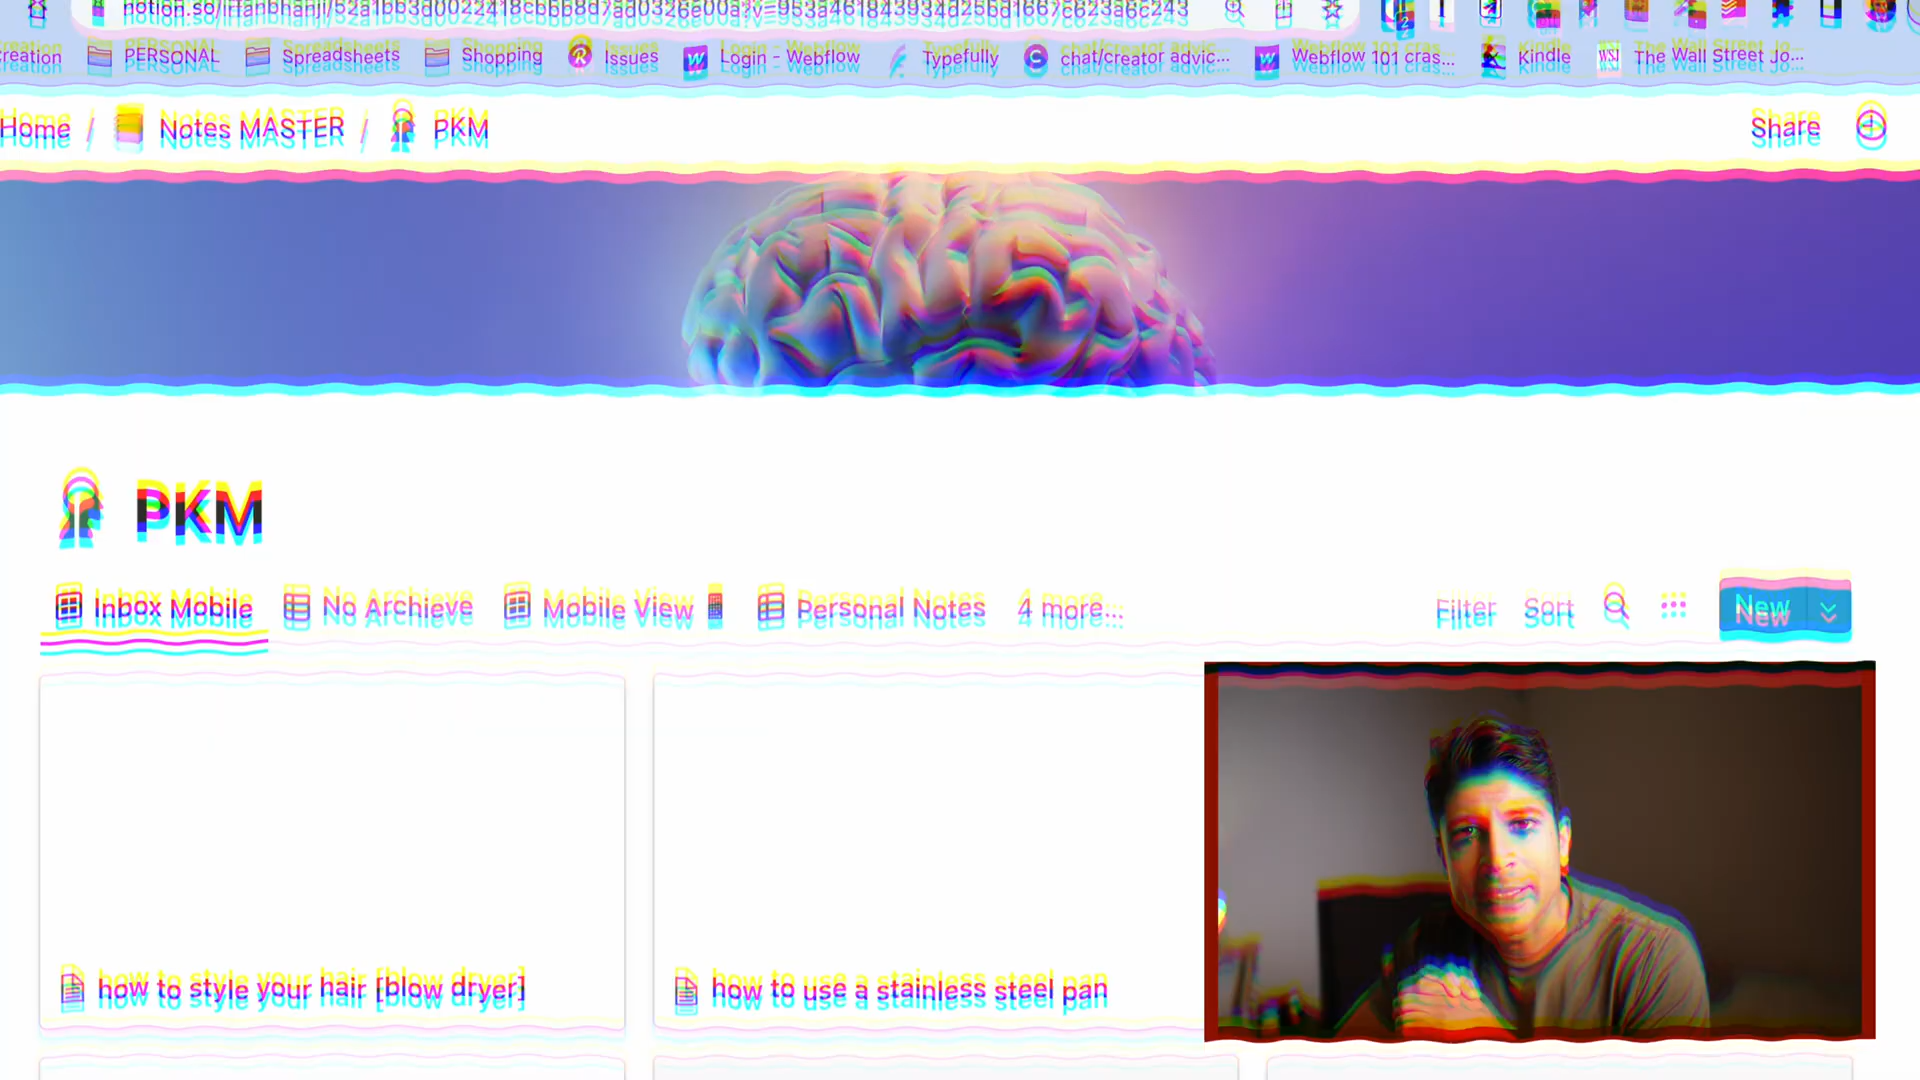 reation PERSONAL Spreadsheets Shopping Issues Login - Webflow Typefully chat/creator advic... Webflow 101 cras... Kindle The Wall Street Jo...
Home / Notes MASTER / PKM Share
PKM
Inbox Mobile No Archieve Mobile View Personal Notes 4 more... Filter Sort New
how to style your hair [blow dryer] how to use a stainless steel pan